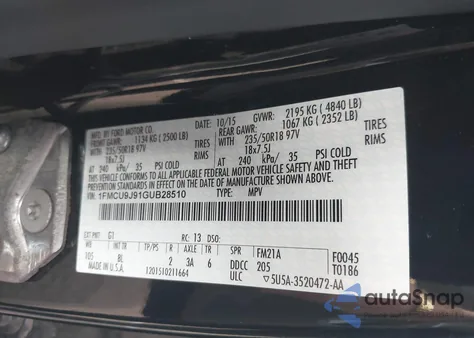 MFD. BY FORD MOTOR CO.
10/15 GVWR: 2195 KG ( 4840 LB)
FRONT GAWR: 1134 KG ( 2500 LB) REAR GAWR: 1067 KG ( 2352 LB)
WITH 235/50R18 97V TIRES WITH 235/50R18 97V TIRES
18x7.5J RIMS 18x7.5J RIMS
AT 240 kPa/ 35 PSI COLD AT 240 kPa/ 35 PSI COLD
THIS VEHICLE CONFORMS TO ALL APPLICABLE FEDERAL MOTOR VEHICLE SAFETY AND THEFT PREVENTION STANDARDS IN EFFECT ON THE DATE OF MANUFACTURE SHOWN ABOVE.
VIN: 1FMCU9J91GUB28510 TYPE: MPV
EXT PNT: G1 RC: 13 DSO:
WB INT TR TP/PS R AXLE TR SPR FM21A F0045
105 BL 2 3A 6 DDCC 205 T0186
MADE IN U.S.A. 1201510211664 ULC 5U5A-3520472-AA
autoSnap